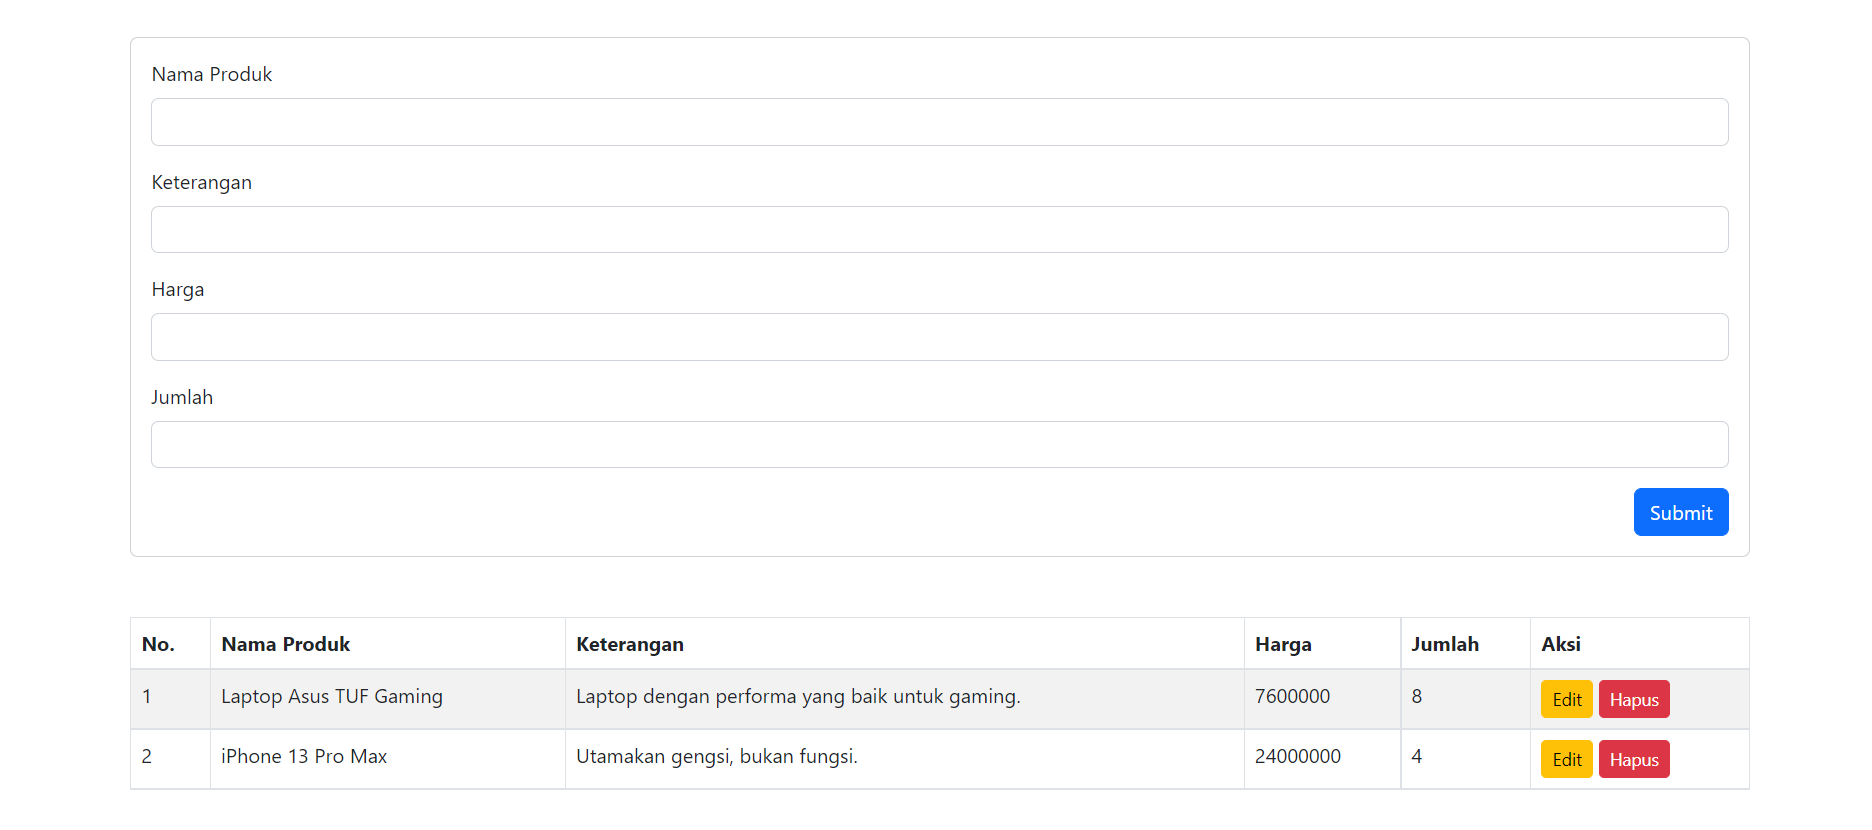 Nama Produk
Keterangan
Harga
Jumlah
Submit
No. Nama Produk Keterangan Harga Jumlah Aksi
1 Laptop Asus TUF Gaming Laptop dengan performa yang baik untuk gaming. 7600000 8 Edit Hapus
2 iPhone 13 Pro Max Utamakan gengsi, bukan fungsi. 24000000 4 Edit Hapus